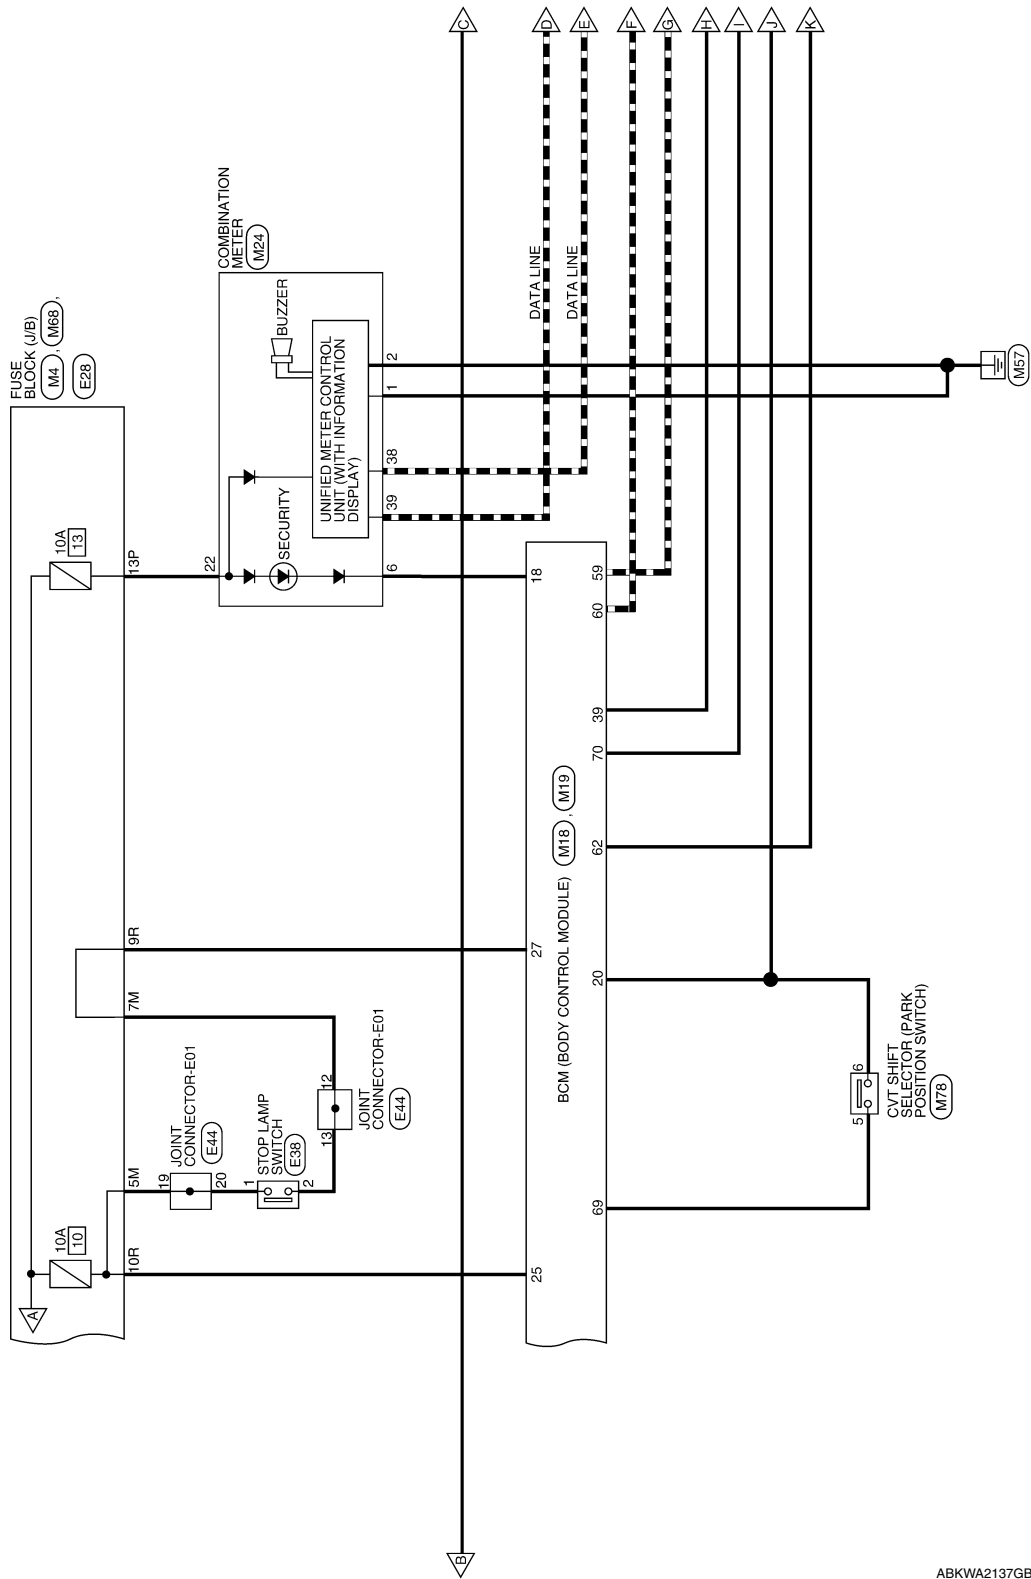 FUSE
BLOCK (J/B)
M4 , M68 ,
E28
A
10A
10
10R
5M
7M
9R
10A
13
13P
JOINT
CONNECTOR-E01
E44
19
20
STOP LAMP
SWITCH
E38
1
2
13
12
JOINT
CONNECTOR-E01
E44
COMBINATION
METER
M24
22
BUZZER
SECURITY
UNIFIED METER CONTROL
UNIT (WITH INFORMATION
DISPLAY)
6
39
38
1
2
B
C
DATA LINE
D
DATA LINE
E
F
G
H
I
J
K
25
27
18
BCM (BODY CONTROL MODULE)
M18 , M19
69
20
62
70
39
60
59
5
6
CVT SHIFT
SELECTOR (PARK
POSITION SWITCH)
M78
M57
ABKWA2137GB